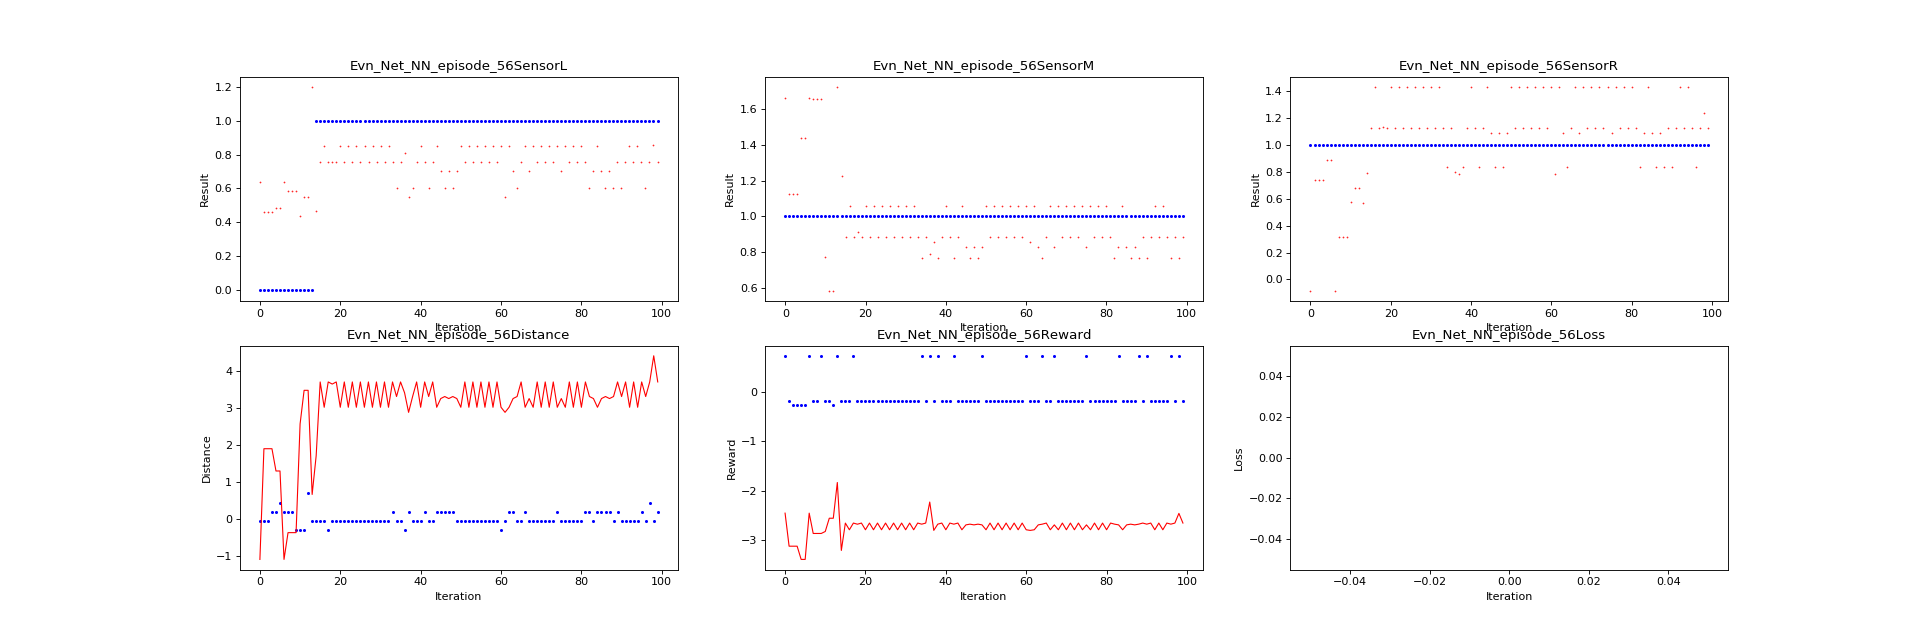 Evn_Net_NN_episode_56SensorL
Evn_Net_NN_episode_56SensorM
Evn_Net_NN_episode_56SensorR
Result
1.2
1.0
0.8
0.6
0.4
0.2
0.0
0 20 40 60 80 100
Iteration
Result
1.6
1.4
1.2
1.0
0.8
0.6
0 20 40 60 80 100
Iteration
Result
1.4
1.2
1.0
0.8
0.6
0.4
0.2
0.0
0 20 40 60 80 100
Iteration
Evn_Net_NN_episode_56Distance
Evn_Net_NN_episode_56Reward
Evn_Net_NN_episode_56Loss
Distance
4
3
2
1
0
−1
0 20 40 60 80 100
Iteration
Reward
0
−1
−2
−3
0 20 40 60 80 100
Iteration
Loss
0.04
0.02
0.00
−0.02
−0.04
−0.04 −0.02 0.00 0.02 0.04
Iteration